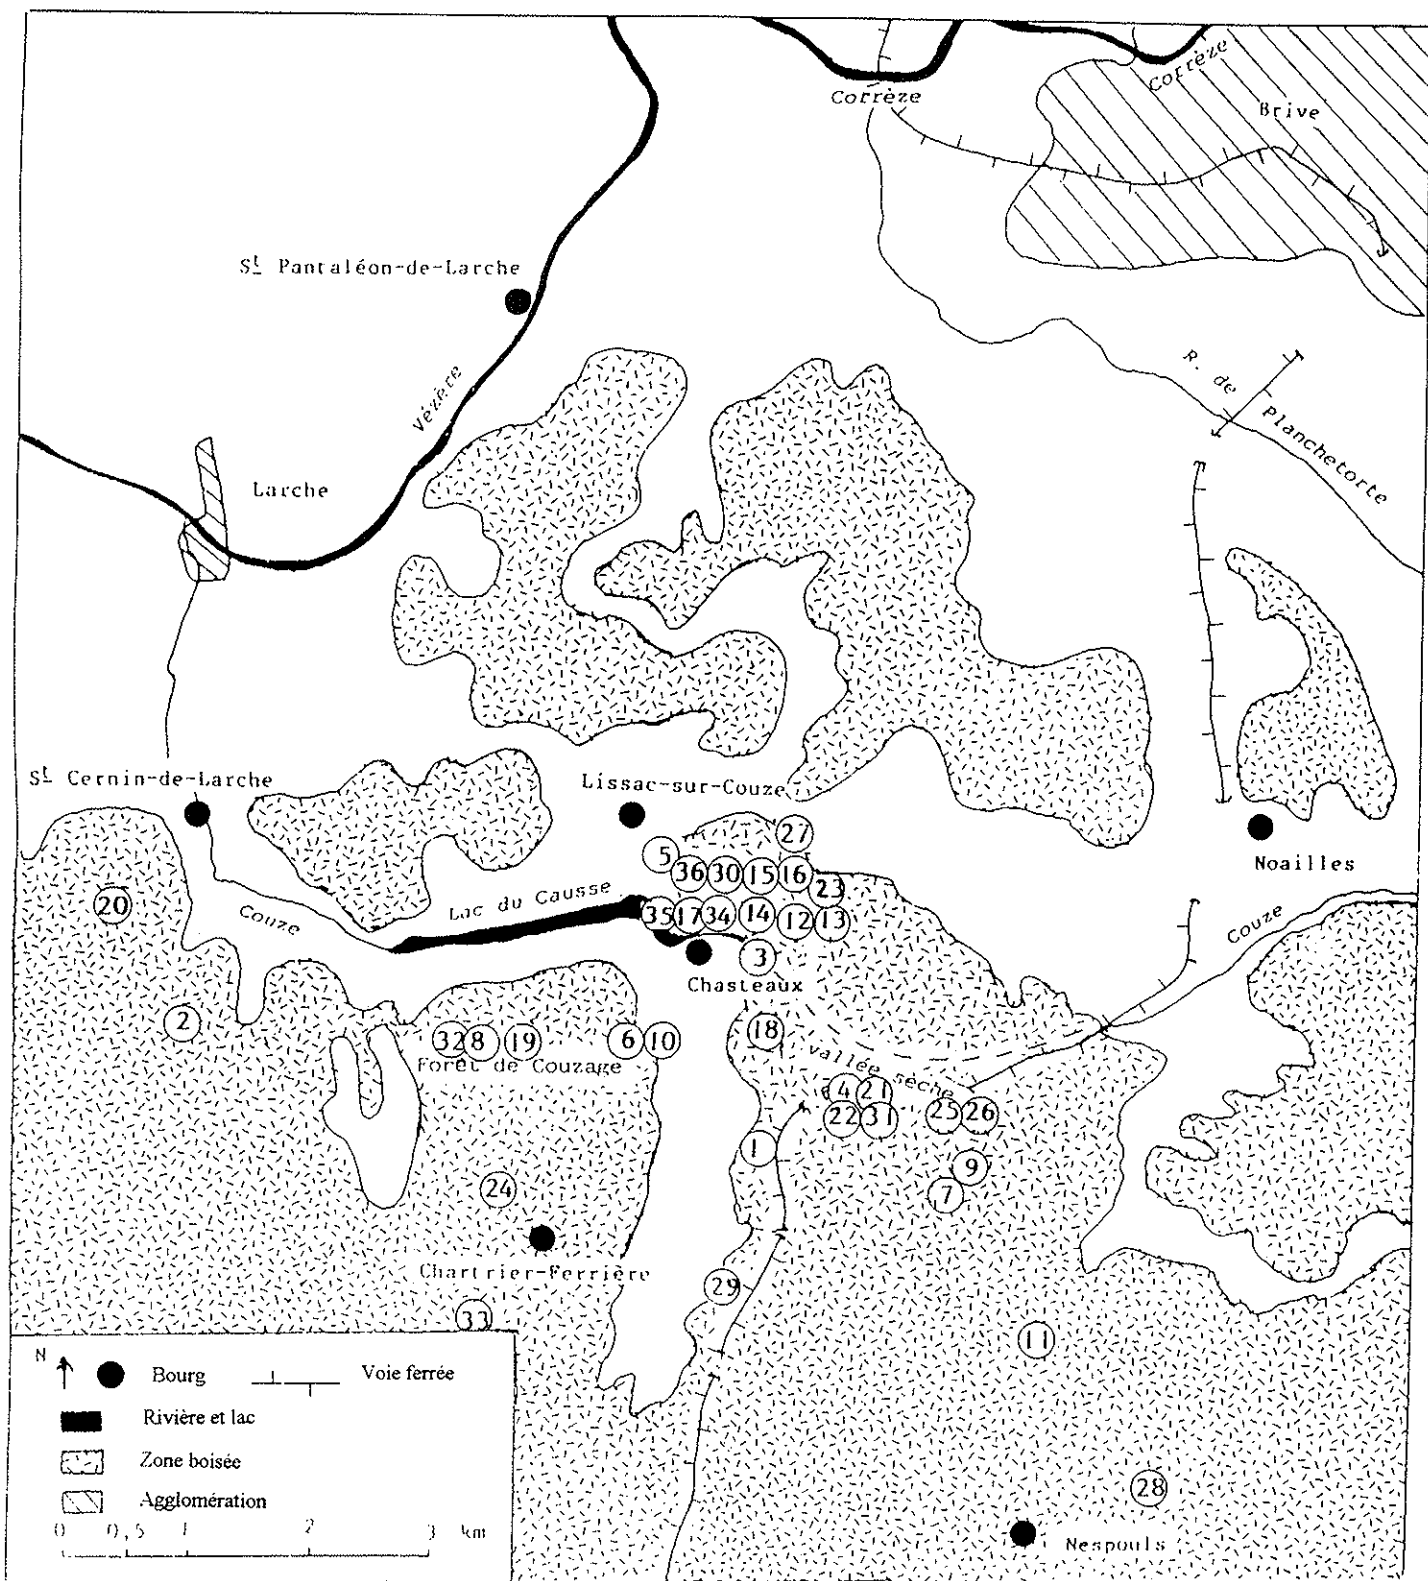 Corrèze
Corrèze
Brive
St Pantaléon-de-Larche
Vézère
R. de Planchetorte
Larche
St Cernin-de-Larche
Lissac-sur-Couze
27
Noailles
5
36 30 15 16 23
20
Couze
Lac du Causse
35 17 34 14 12 13
Couze
3
Chasteaux
2
32 8 19 6 10
18
Forêt de Couzage
vallée sèche
4 21
22 31 25 26
1
9
24
7
Chartrier-Ferrière
29
33
11
N
Bourg
Voie ferrée
Rivière et lac
Zone boisée
Agglomération
28
0 0,5 1 2 3 km
Nespouls